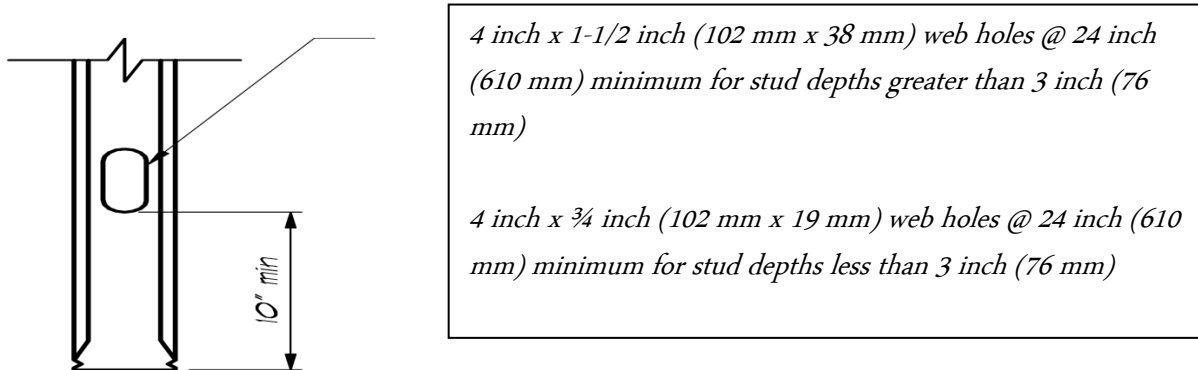 4 inch x 1-1/2 inch (102 mm x 38 mm) web holes @ 24 inch
(610 mm) minimum for stud depths greater than 3 inch (76
mm)
4 inch x ¾ inch (102 mm x 19 mm) web holes @ 24 inch (610
mm) minimum for stud depths less than 3 inch (76 mm)
10" min